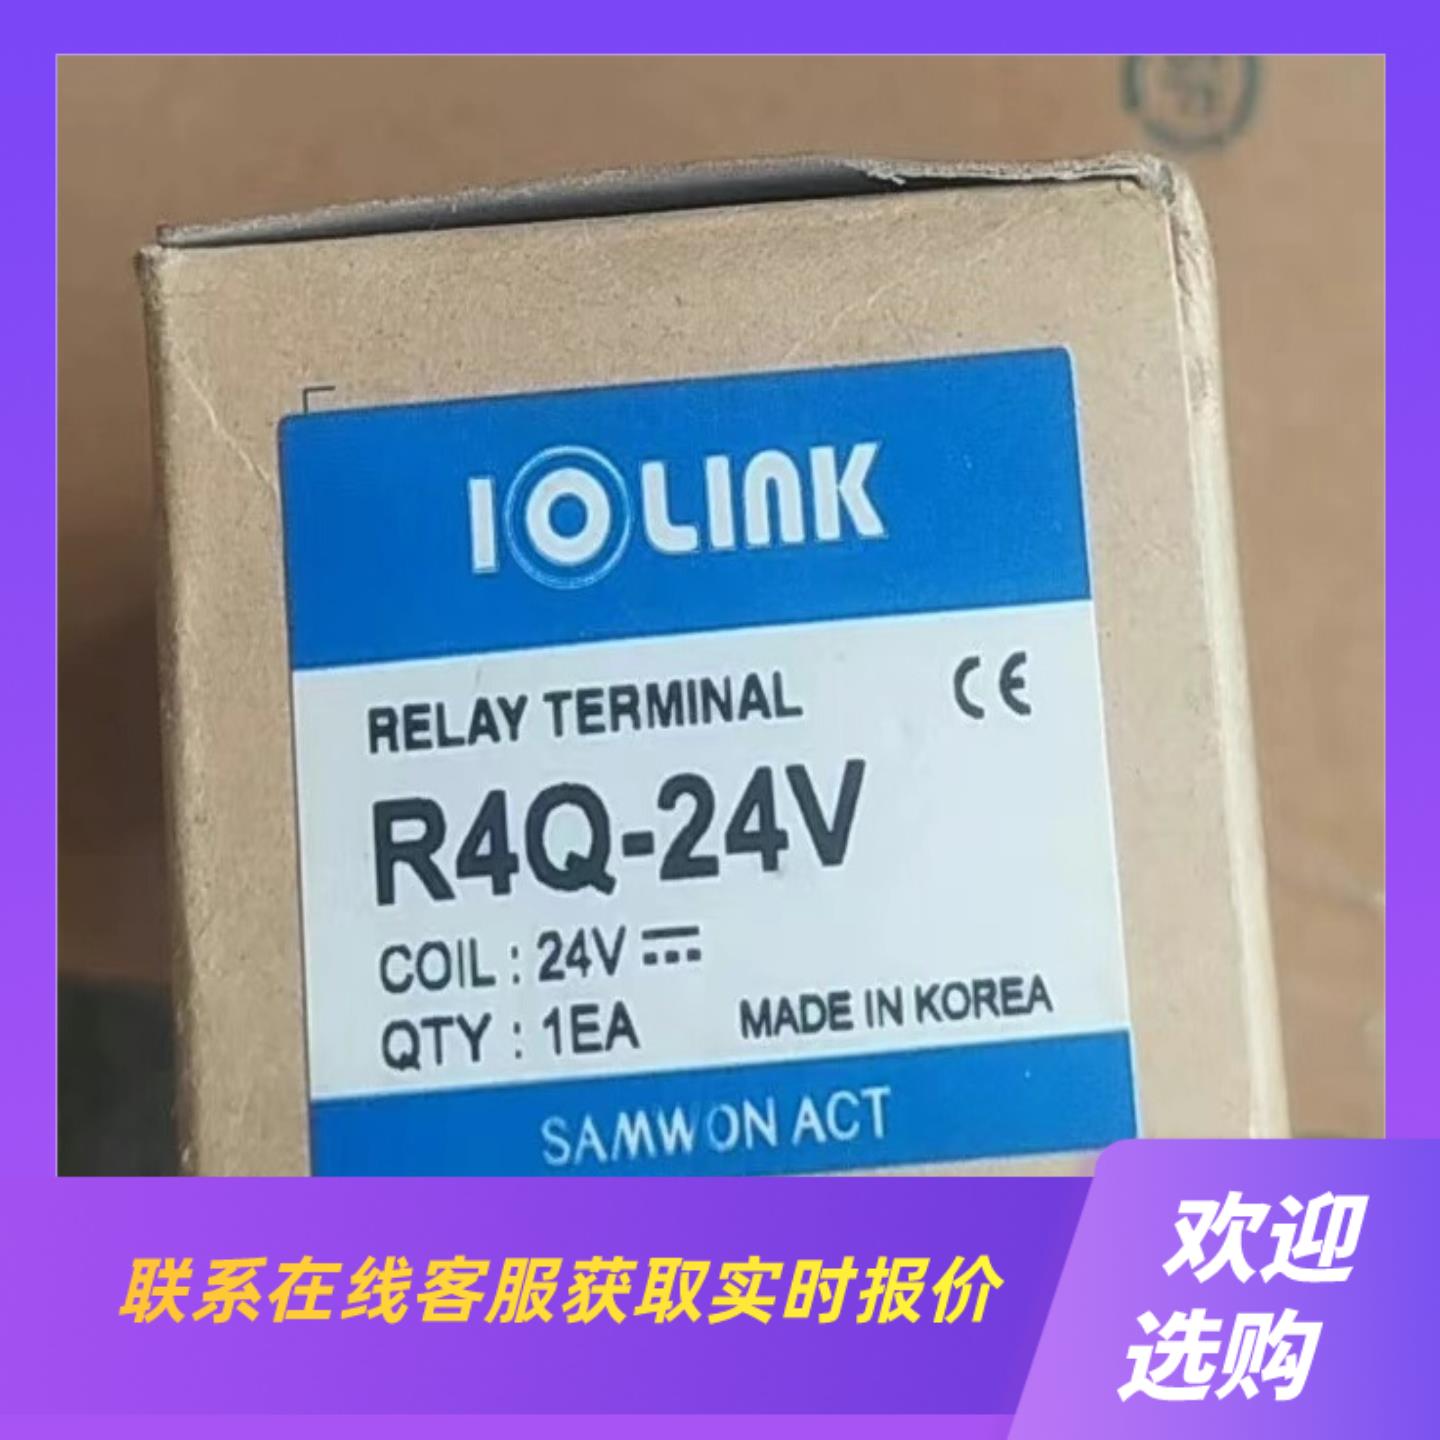 IOLINK
RELAY TERMINAL
CE
R4Q-24V
COIL : 24V
QTY : 1EA
MADE IN KOREA
SAMWON ACT
联系在线客服获取实时报价
欢迎
选购